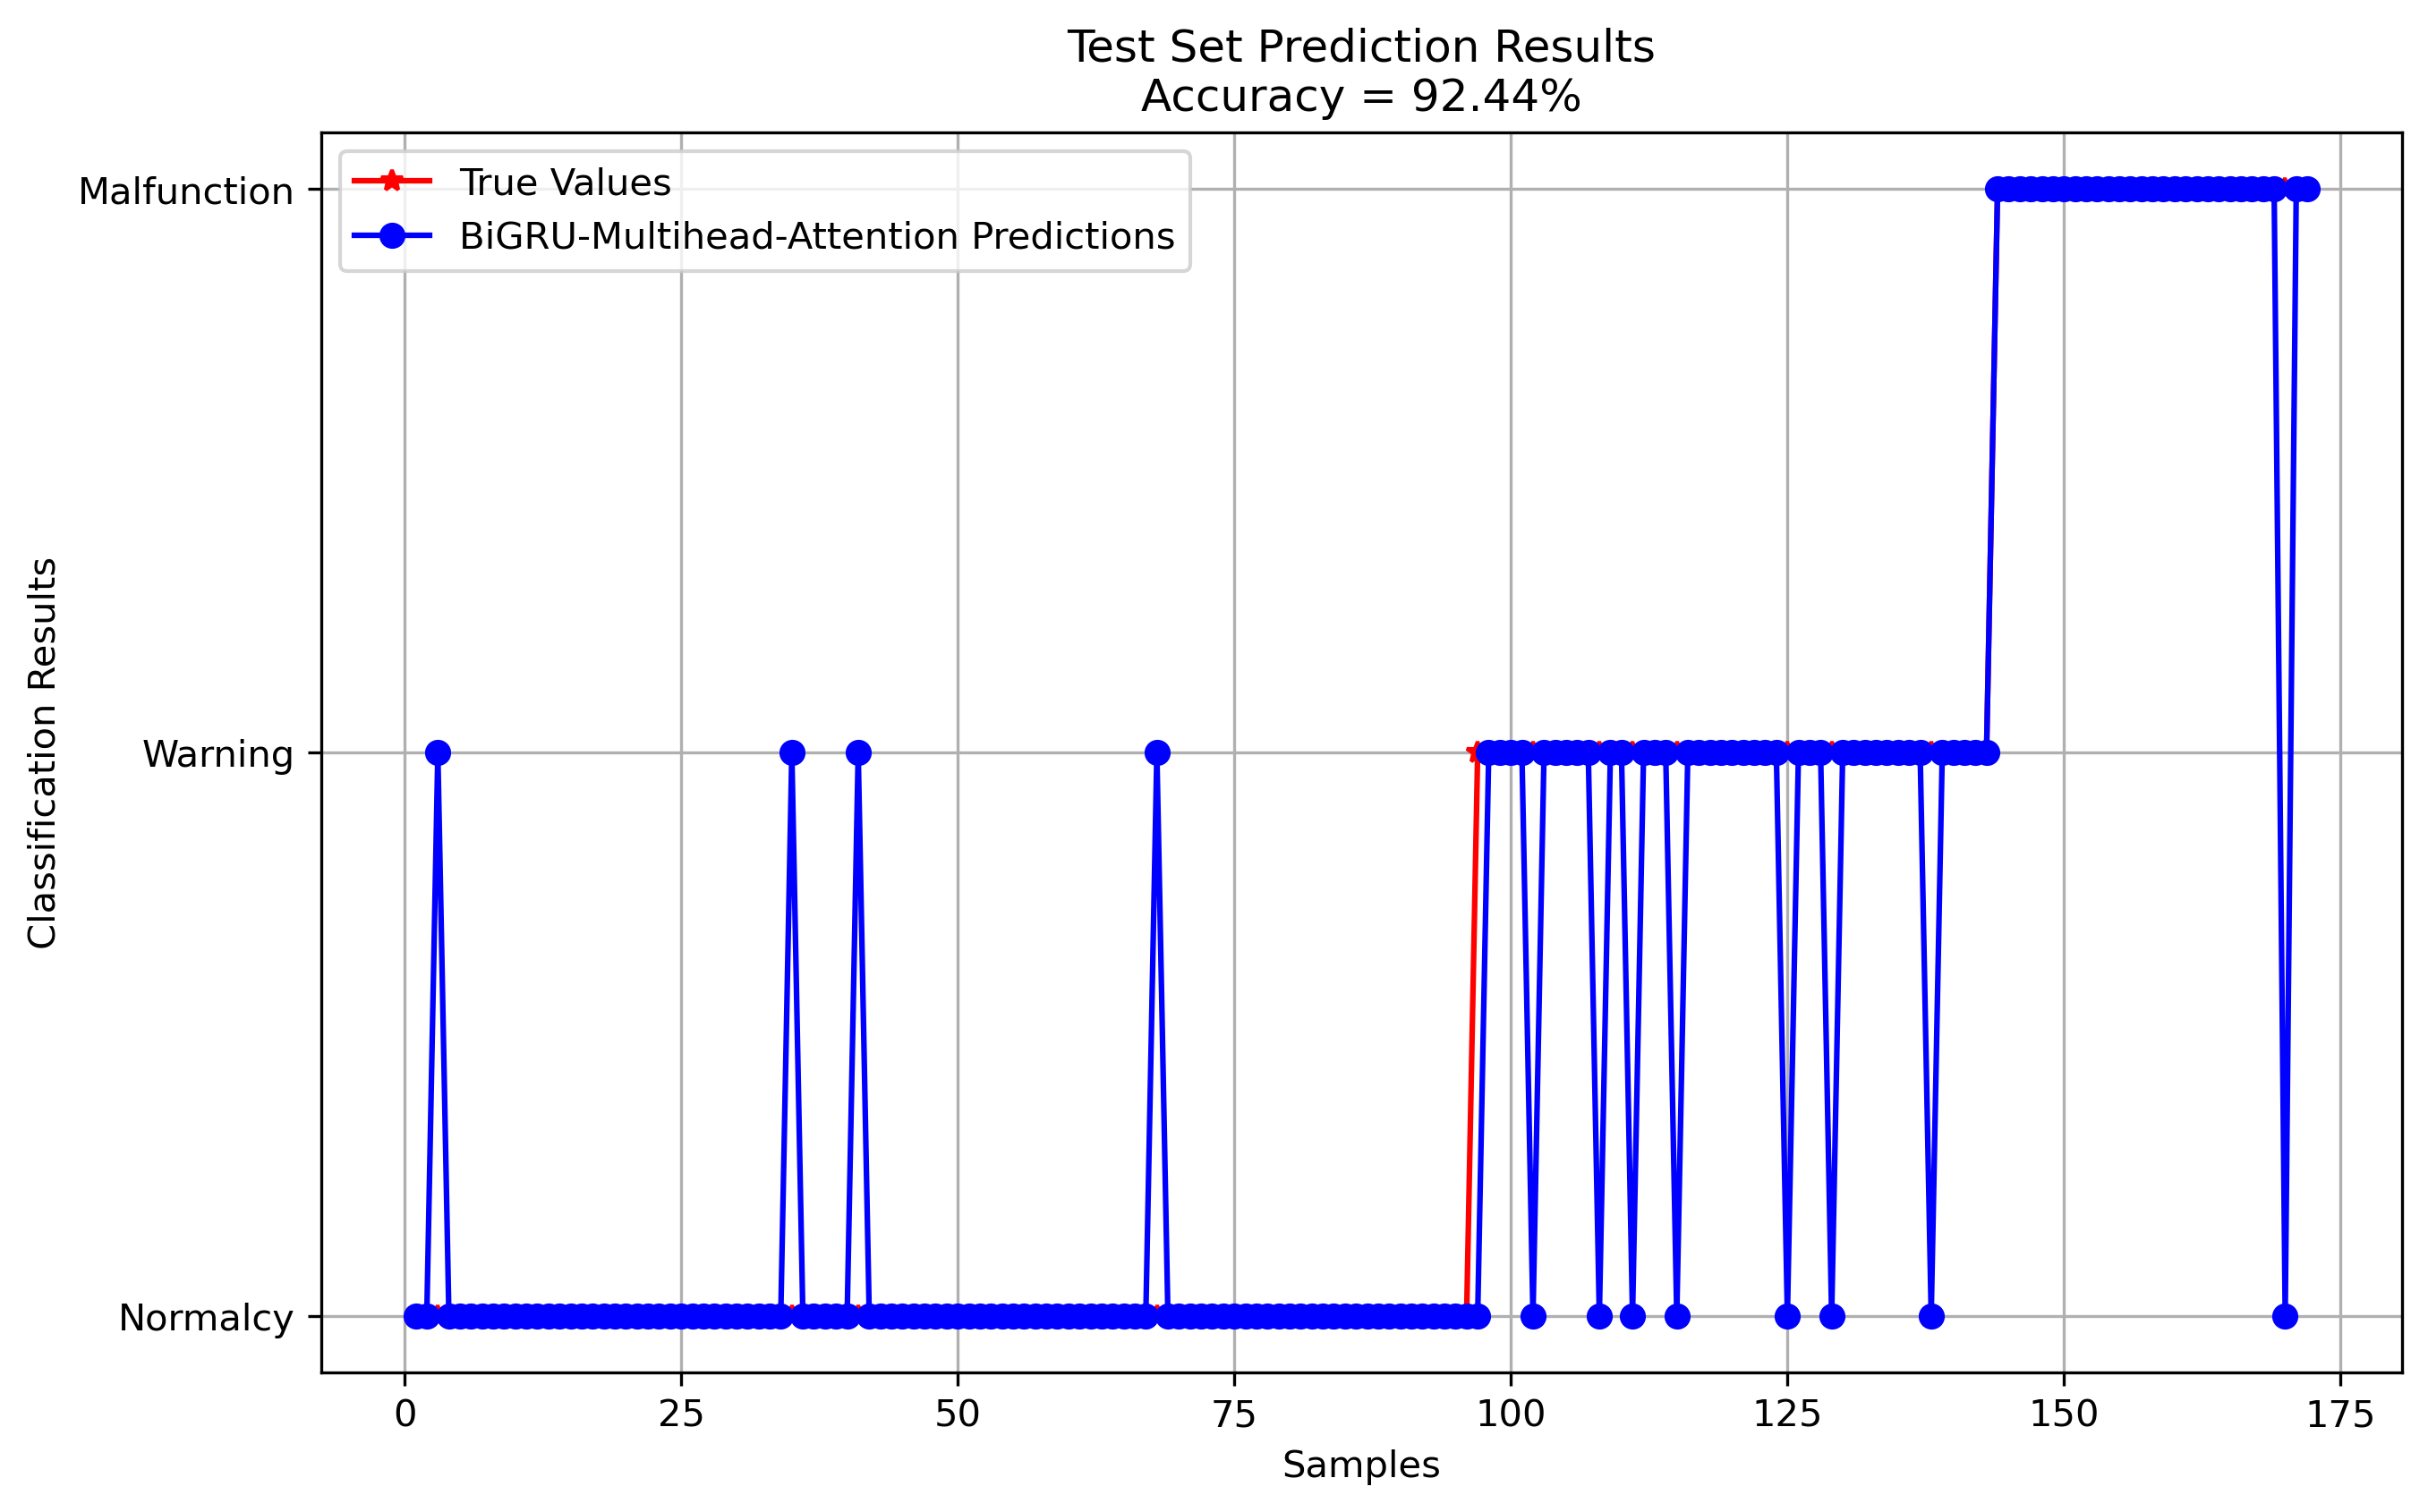 Test Set Prediction Results
Accuracy = 92.44%
True Values
BiGRU-Multihead-Attention Predictions
Classification Results
Malfunction
Warning
Normalcy
0 25 50 75 100 125 150 175
Samples